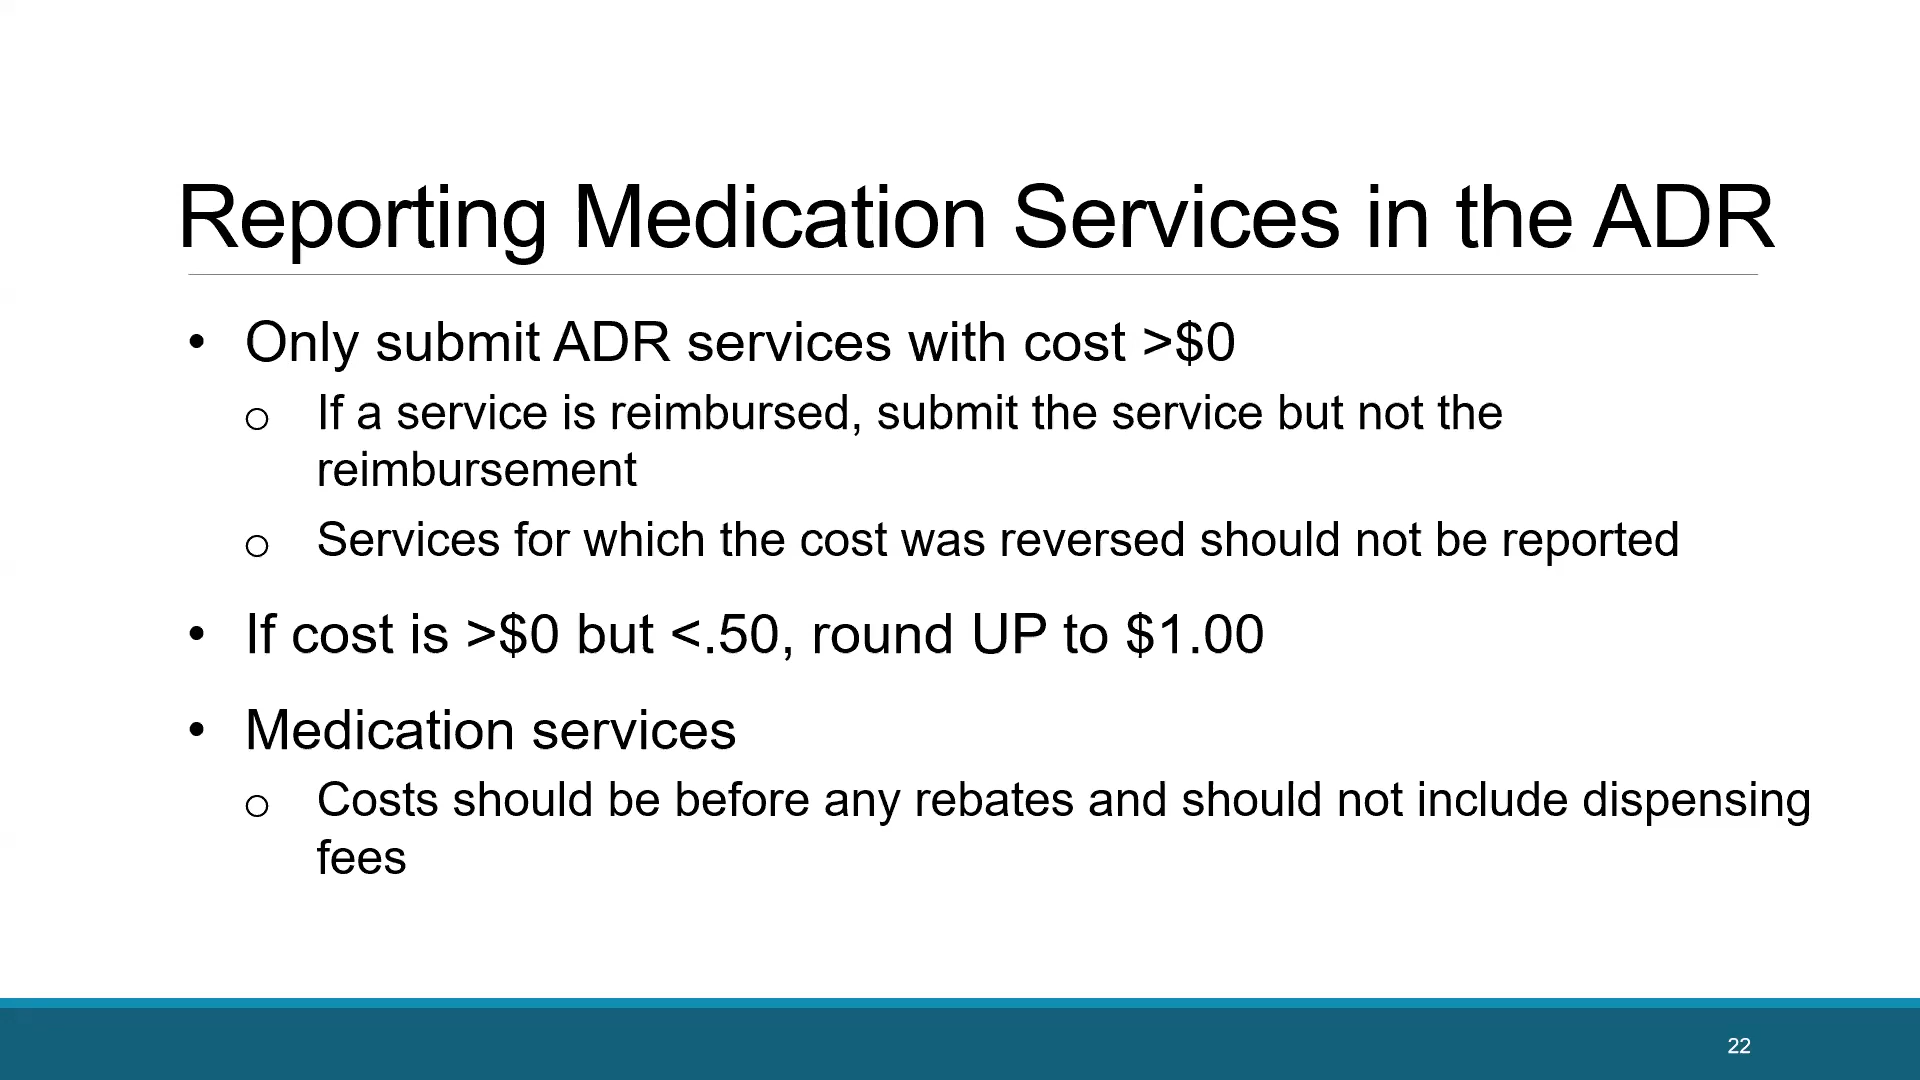 Reporting Medication Services in the ADR
• Only submit ADR services with cost >$0
o If a service is reimbursed, submit the service but not the
reimbursement
o Services for which the cost was reversed should not be reported
• If cost is >$0 but <.50, round UP to $1.00
• Medication services
o Costs should be before any rebates and should not include dispensing
fees
22